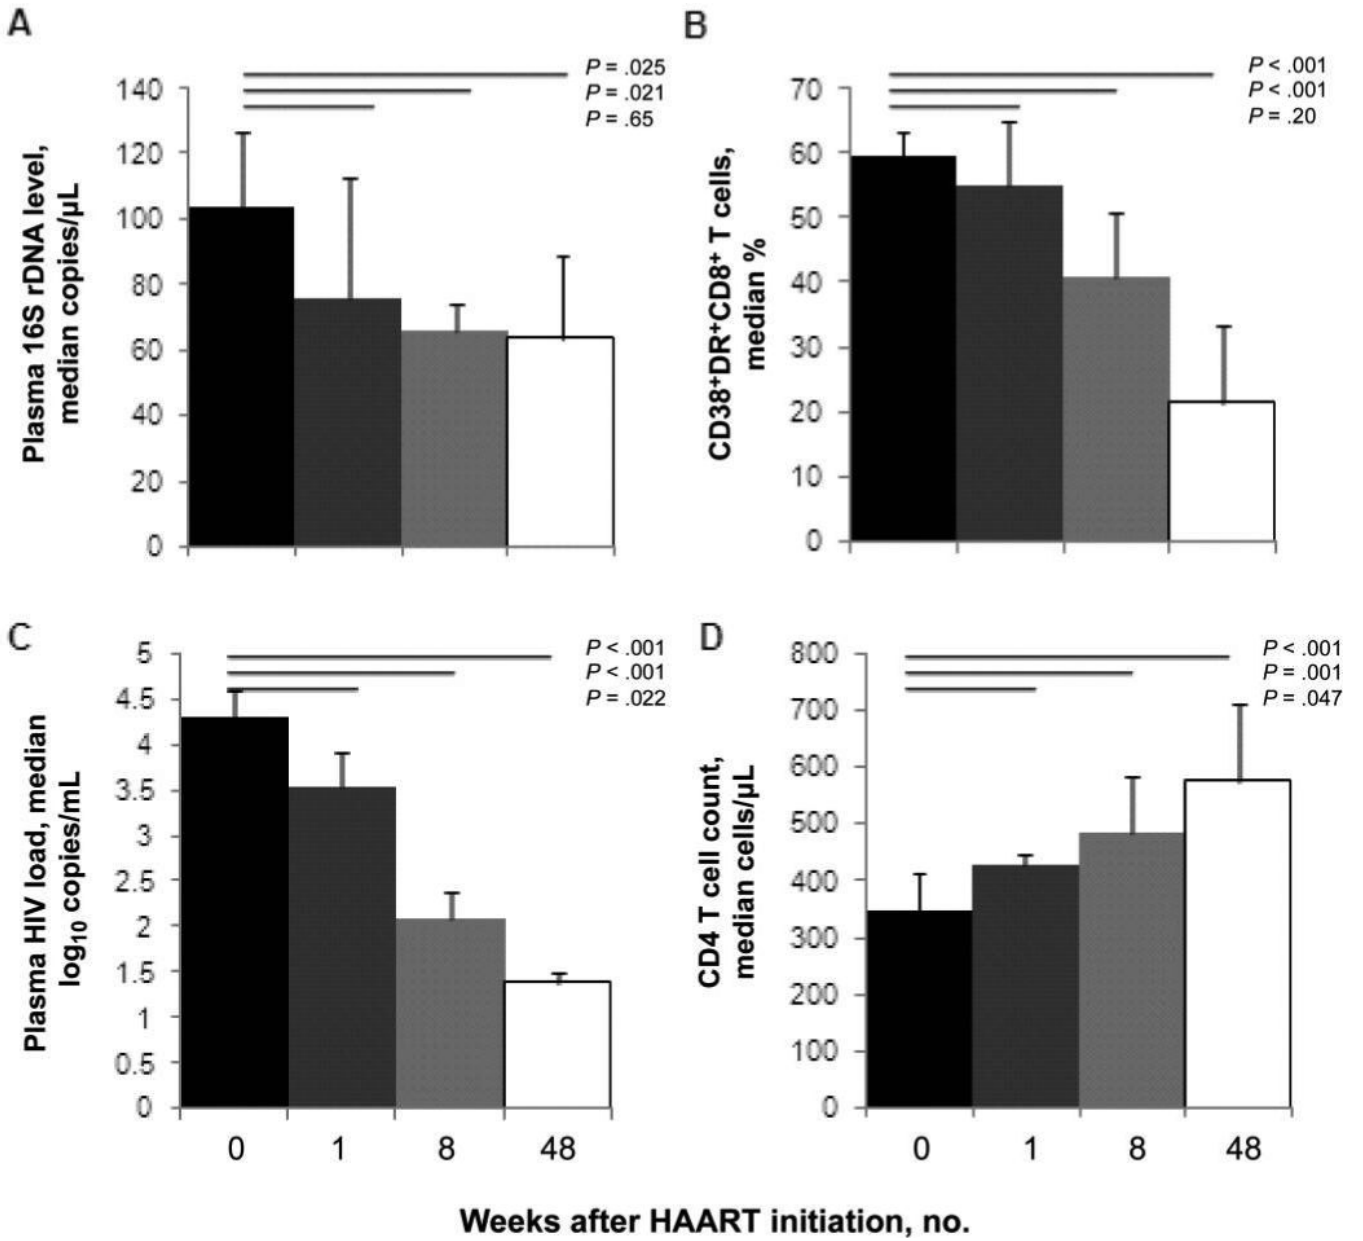 A
Plasma 16S rDNA level,
median copies/µL
140
120
100
80
60
40
20
0
P = .025
P = .021
P = .65
B
CD38⁺DR⁺CD8⁺ T cells,
median %
70
60
50
40
30
20
10
0
P < .001
P < .001
P = .20
C
Plasma HIV load, median
log₁₀ copies/mL
5
4.5
4
3.5
3
2.5
2
1.5
1
0.5
0
P < .001
P < .001
P = .022
0 1 8 48
D
CD4 T cell count,
median cells/µL
800
700
600
500
400
300
200
100
0
P < .001
P = .001
P = .047
0 1 8 48
Weeks after HAART initiation, no.